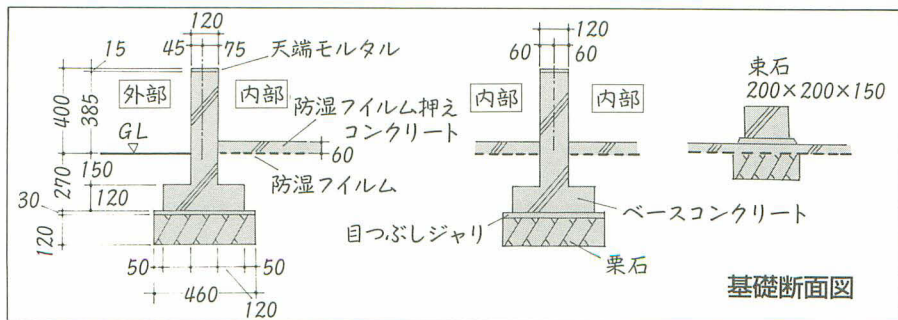 120
45 75
15
天端モルタル
400
385
外部
内部
防湿フイルム押え
コンクリート
GL
60
防湿フイルム
270
150
120
30
120
50 50
460
120
120
60 60
内部
内部
目つぶしジャリ
ベースコンクリート
栗石
束石
200×200×150
基礎断面図